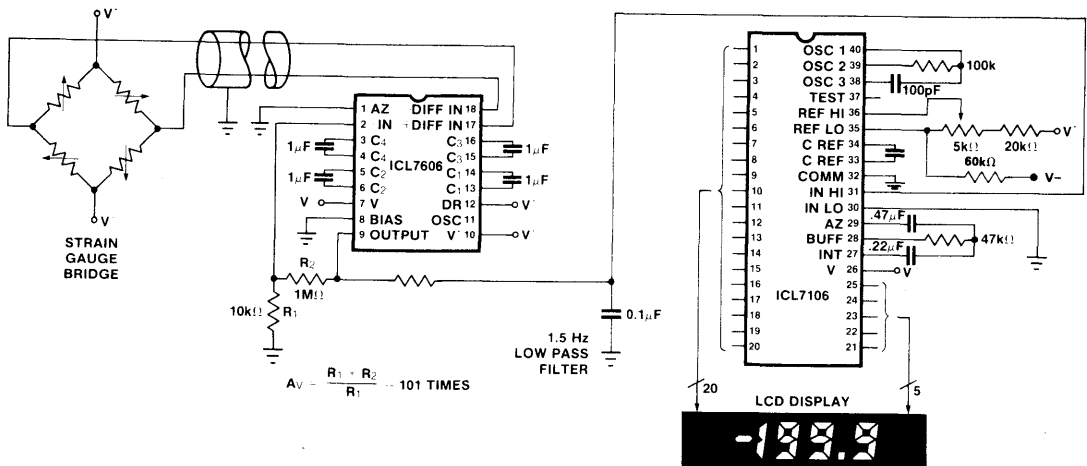 V-
V-
STRAIN
GAUGE
BRIDGE
1 AZ DIFF IN 18
2 IN DIFF IN 17
3 C4 C3 16
4 C4 C3 15
5 C2 C1 14
6 C2 C1 13
7 V DR 12
8 BIAS OSC 11
9 OUTPUT V- 10
ICL7606
1μF
1μF
1μF
1μF
V
V-
V-
R2
1MΩ
10kΩ R1
AV - R1 + R2 / R1 - 101 TIMES
0.1μF
1.5 Hz
LOW PASS
FILTER
1
2
3
4
5
6
7
8
9
10
11
12
13
14
15
16
17
18
19
20
OSC 1 40
OSC 2 39
OSC 3 38
TEST 37
REF HI 36
REF LO 35
C REF 34
C REF 33
COMM 32
IN HI 31
IN LO 30
AZ 29
BUFF 28
INT 27
V 26
25
24
23
22
21
ICL7106
100k
100pF
5kΩ 20kΩ V-
60kΩ V-
.47μF
47kΩ
.22μF
V
20
5
LCD DISPLAY
-199.9